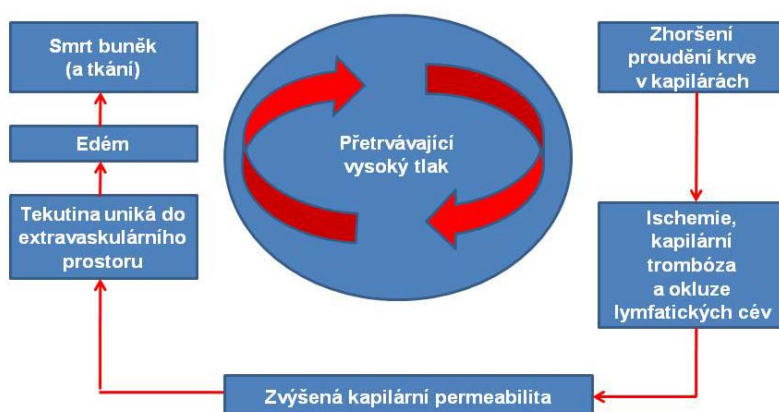 Smrt buněk
(a tkání)
Edém
Tekutina uniká do
extravaskulárního
prostoru
Přetrvávající
vysoký tlak
Zhoršení
proudění krve
v kapilárách
Ischemie,
kapilární
trombóza
a okluze
lymfatických cév
Zvýšená kapilární permeabilita